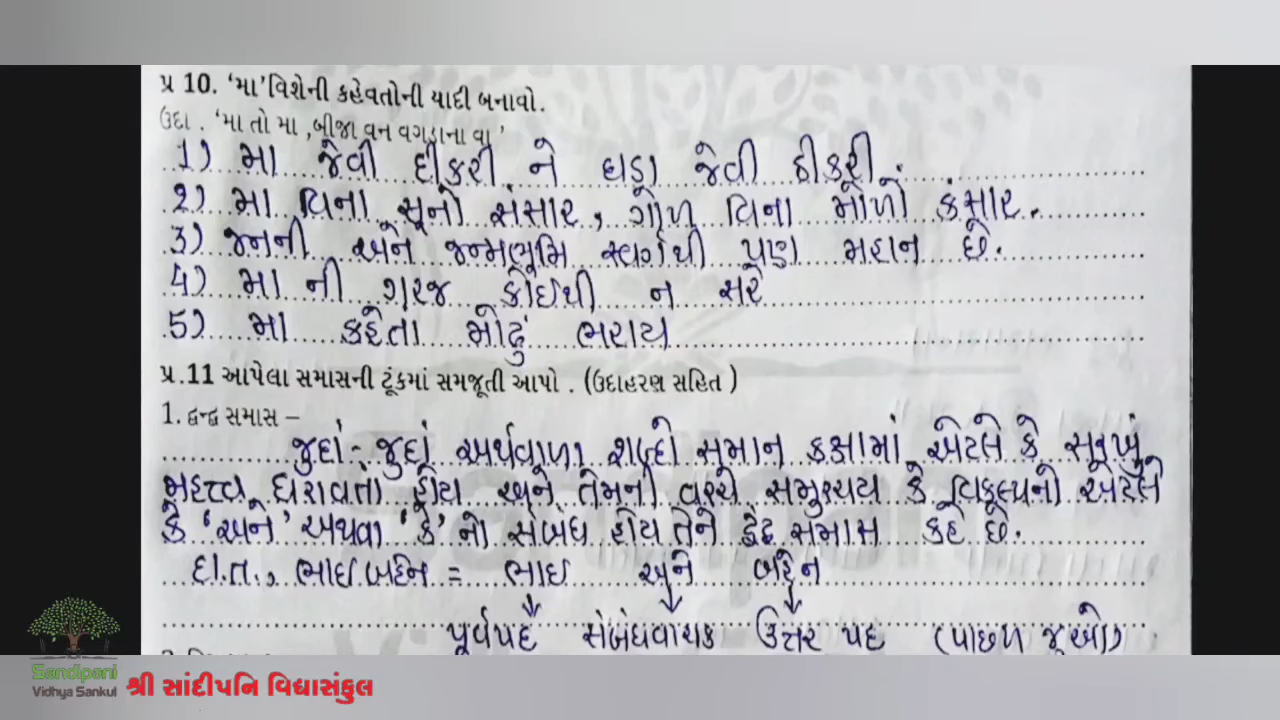 પ્ર 10. ‘મા’ વિશેની કહેવતોની યાદી બનાવો.
ઉદા . ‘મા તો મા ,બીજા વન વગડાના વા ’
1) મા જેવી દીકરી ને ઘડા જેવી ઠીકરી.
2) મા વિના સૂનો સંસાર, ગોળ વિના મોળો કંસાર.
3) જનની અને જન્મભૂમિ સ્વર્ગથી પણ મહાન છે.
4) મા ની ગરજ કોઈથી ન સરે
5) મા કહેતા મોઢું ભરાય
પ્ર.11 આપેલા સમાસની ટૂંકમાં સમજૂતી આપો . (ઉદાહરણ સહિત )
1. દ્વન્દ્વ સમાસ –
જુદાં-જુદાં અર્થવાળા શબ્દો સમાન કક્ષામાં એટલે કે સરખું
મહત્ત્વ ધરાવતાં હોય અને તેમની વચ્ચે સમુચ્ચય કે વિકલ્પનો એટલે
કે ‘અને’ અથવા ‘કે’ નો સંબંધ હોય તેને દ્વંદ્વ સમાસ કહે છે.
દા.ત., ભાઈબહેન = ભાઈ અને બહેન
પૂર્વપદ સંબંધવાચક ઉત્તર પદ (પાછળ જૂઓ)
Sandipani
Vidhya Sankul
શ્રી સાંદીપનિ વિદ્યાસંકુલ